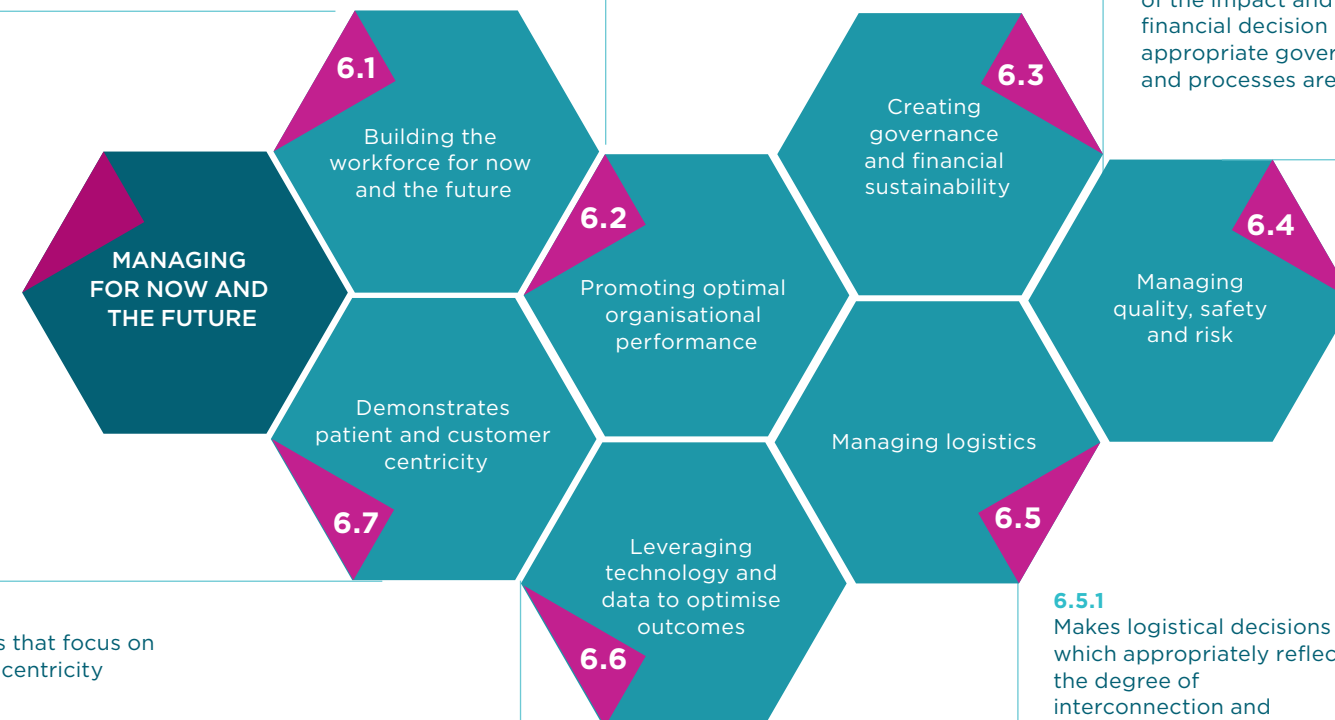 of the impact and
financial decision
appropriate gover
and processes are
6.1
Building the
workforce for now
and the future
6.3
Creating
governance
and financial
sustainability
MANAGING
FOR NOW AND
THE FUTURE
6.2
Promoting optimal
organisational
performance
6.4
Managing
quality, safety
and risk
Demonstrates
patient and customer
centricity
6.7
Managing logistics
6.5
Leveraging
technology and
data to optimise
outcomes
6.6
s that focus on
centricity
6.5.1
Makes logistical decisions
which appropriately reflec
the degree of
interconnection and